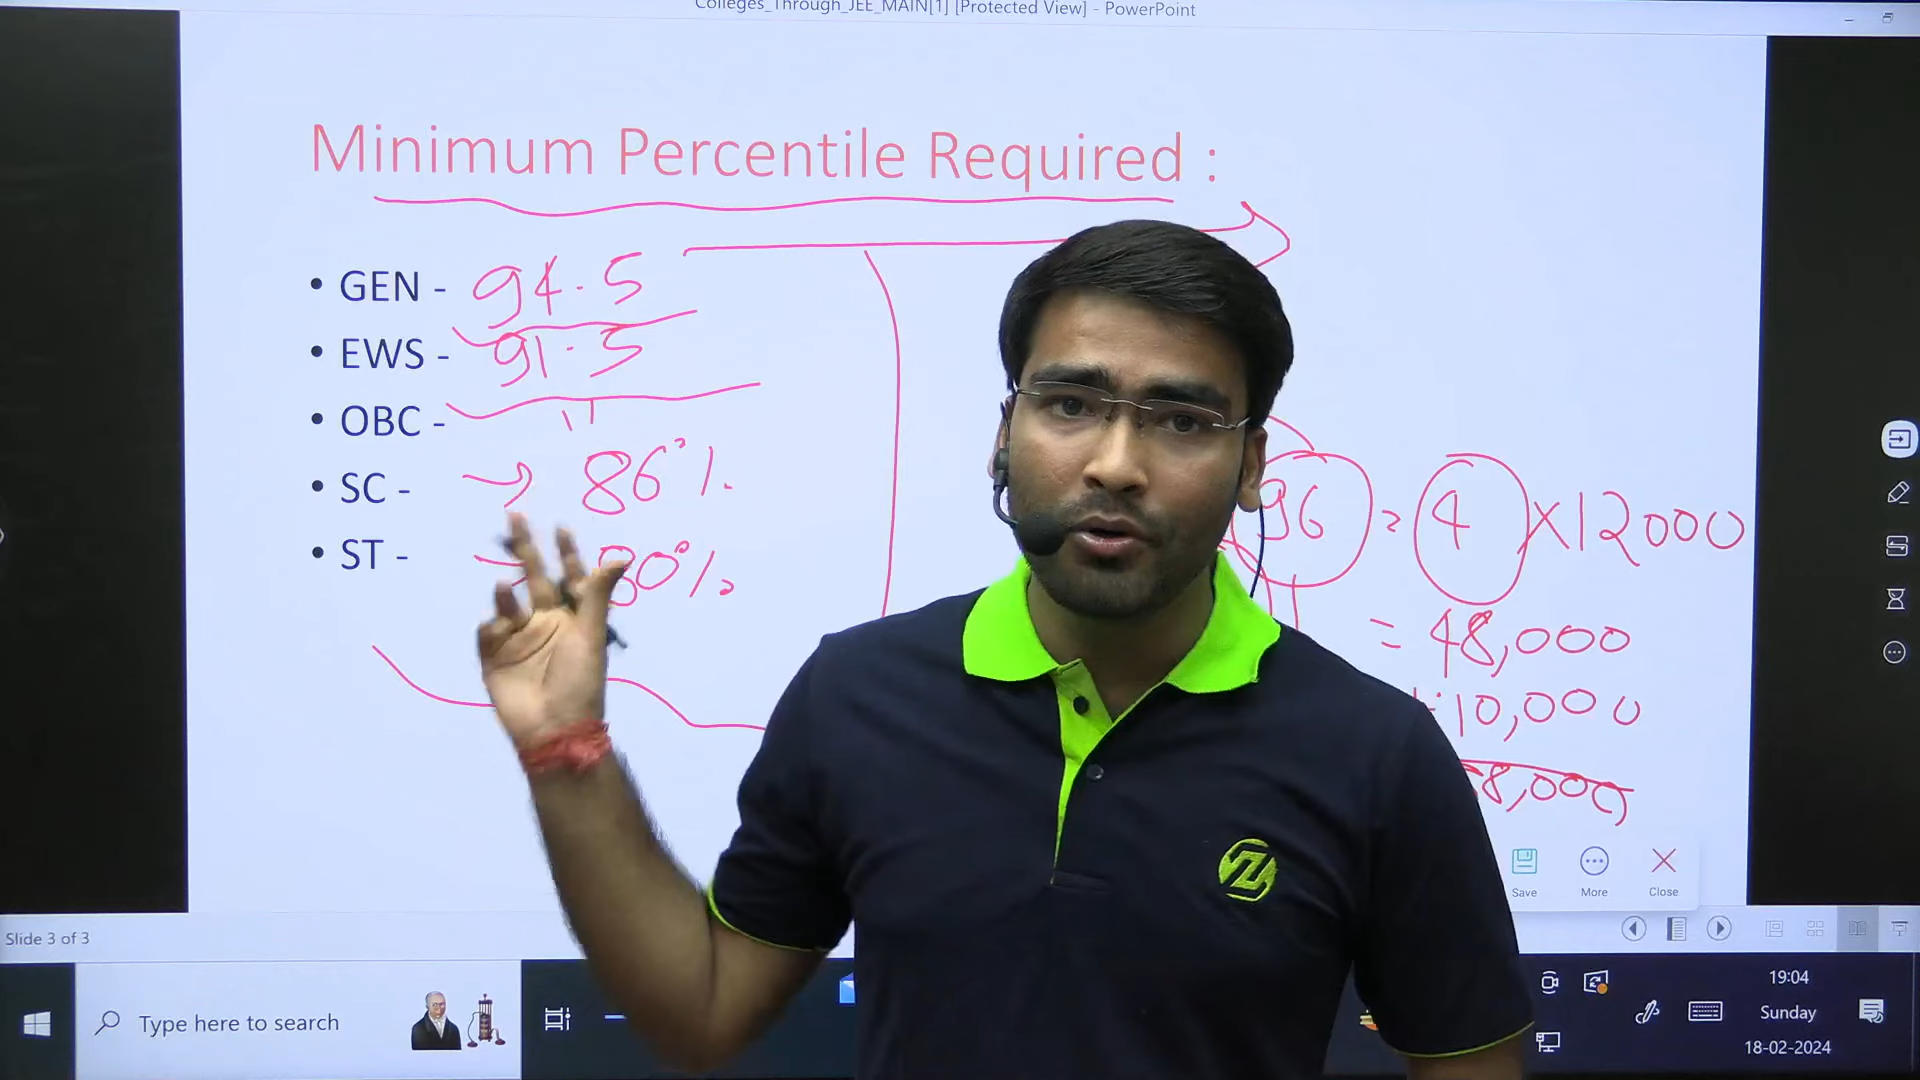 Colleges_Through_JEE_MAIN[1] [Protected View] - PowerPoint
Minimum Percentile Required :
• GEN - 94.5
• EWS - 91.5
• OBC - 11
• SC - → 86%
• ST - → 80%
96 = 4 × 12000
= 48,000
10,000
58,000
Save More Close
Slide 3 of 3
Type here to search
19:04
Sunday
18-02-2024